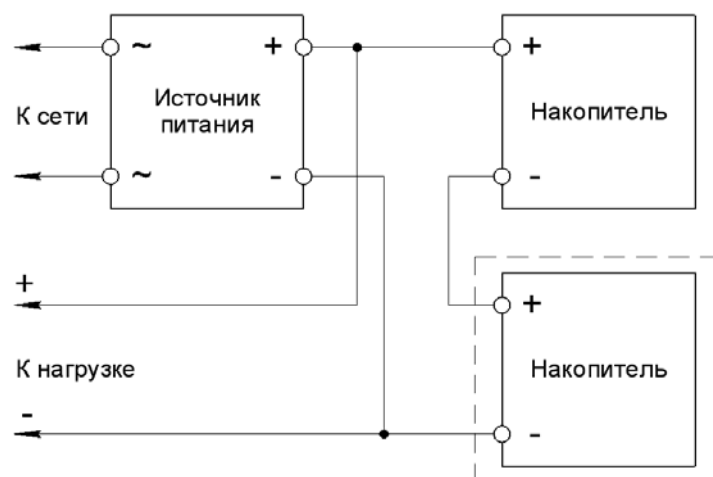 ~ +
Источник
питания
К сети
~ -
+
Накопитель
-
+
К нагрузке
-
+
Накопитель
-